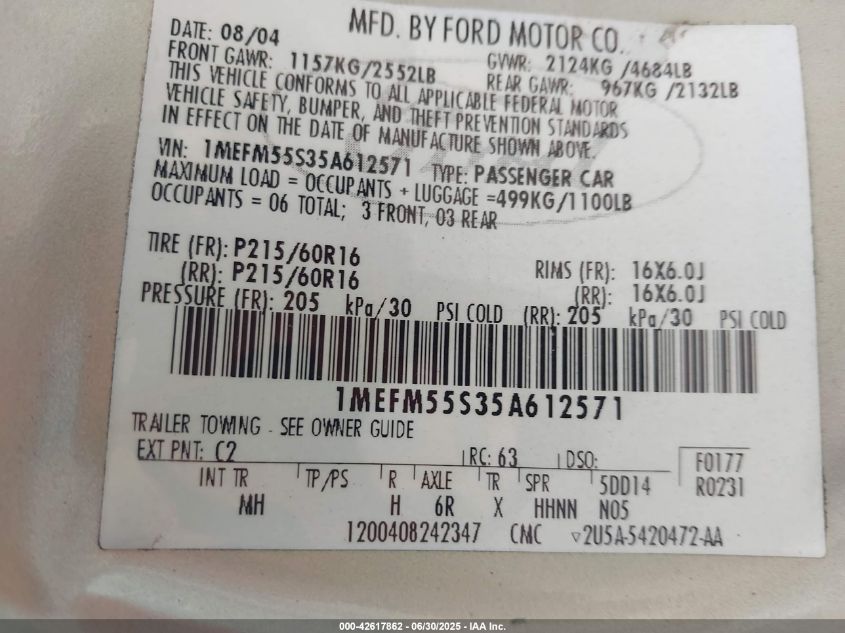 MFD. BY FORD MOTOR CO.
DATE: 08/04
GVWR: 2124KG /4684LB
FRONT GAWR: 1157KG/2552LB
REAR GAWR: 967KG /2132LB
THIS VEHICLE CONFORMS TO ALL APPLICABLE FEDERAL MOTOR
VEHICLE SAFETY, BUMPER, AND THEFT PREVENTION STANDARDS
IN EFFECT ON THE DATE OF MANUFACTURE SHOWN ABOVE.
VIN: 1MEFM55S35A612571 TYPE: PASSENGER CAR
MAXIMUM LOAD = OCCUPANTS + LUGGAGE =499KG/1100LB
OCCUPANTS = 06 TOTAL; 3 FRONT, 03 REAR
TIRE (FR): P215/60R16 RIMS (FR): 16X6.0J
(RR): P215/60R16 (RR): 16X6.0J
PRESSURE (FR): 205 kPa/30 PSI COLD (RR): 205 kPa/30 PSI COLD
1MEFM55S35A612571
TRAILER TOWING - SEE OWNER GUIDE
EXT PNT: C2 RC: 63 DSO: F0177
INT TR TP/PS R AXLE TR SPR 5DD14 R0231
MH H 6R X HHNN N05
1200408242347 CMC ▽2U5A-5420472-AA
000-42617862 - 06/30/2025 - IAA Inc.